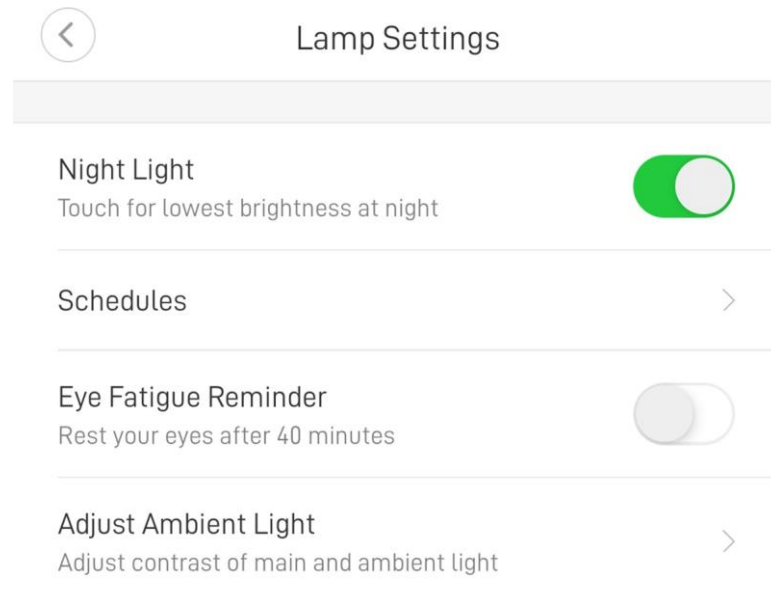 Lamp Settings
Night Light
Touch for lowest brightness at night
Schedules
Eye Fatigue Reminder
Rest your eyes after 40 minutes
Adjust Ambient Light
Adjust contrast of main and ambient light